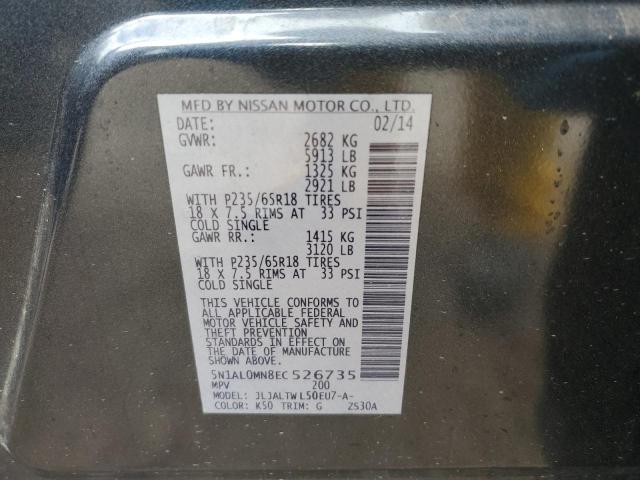 MFD BY NISSAN MOTOR CO., LTD.
DATE: 02/14
GVWR: 2682 KG
5913 LB
GAWR FR.: 1325 KG
2921 LB
WITH P235/65R18 TIRES
18 X 7.5 RIMS AT 33 PSI
COLD SINGLE
GAWR RR.: 1415 KG
3120 LB
WITH P235/65R18 TIRES
18 X 7.5 RIMS AT 33 PSI
COLD SINGLE
THIS VEHICLE CONFORMS TO
ALL APPLICABLE FEDERAL
MOTOR VEHICLE SAFETY AND
THEFT PREVENTION
STANDARDS IN EFFECT ON
THE DATE OF MANUFACTURE
SHOWN ABOVE.
5N1AL0MN8EC526735
MPV 200
MODEL: JLJALTWL50EU7-A-
COLOR: K50 TRIM: G ZS30A